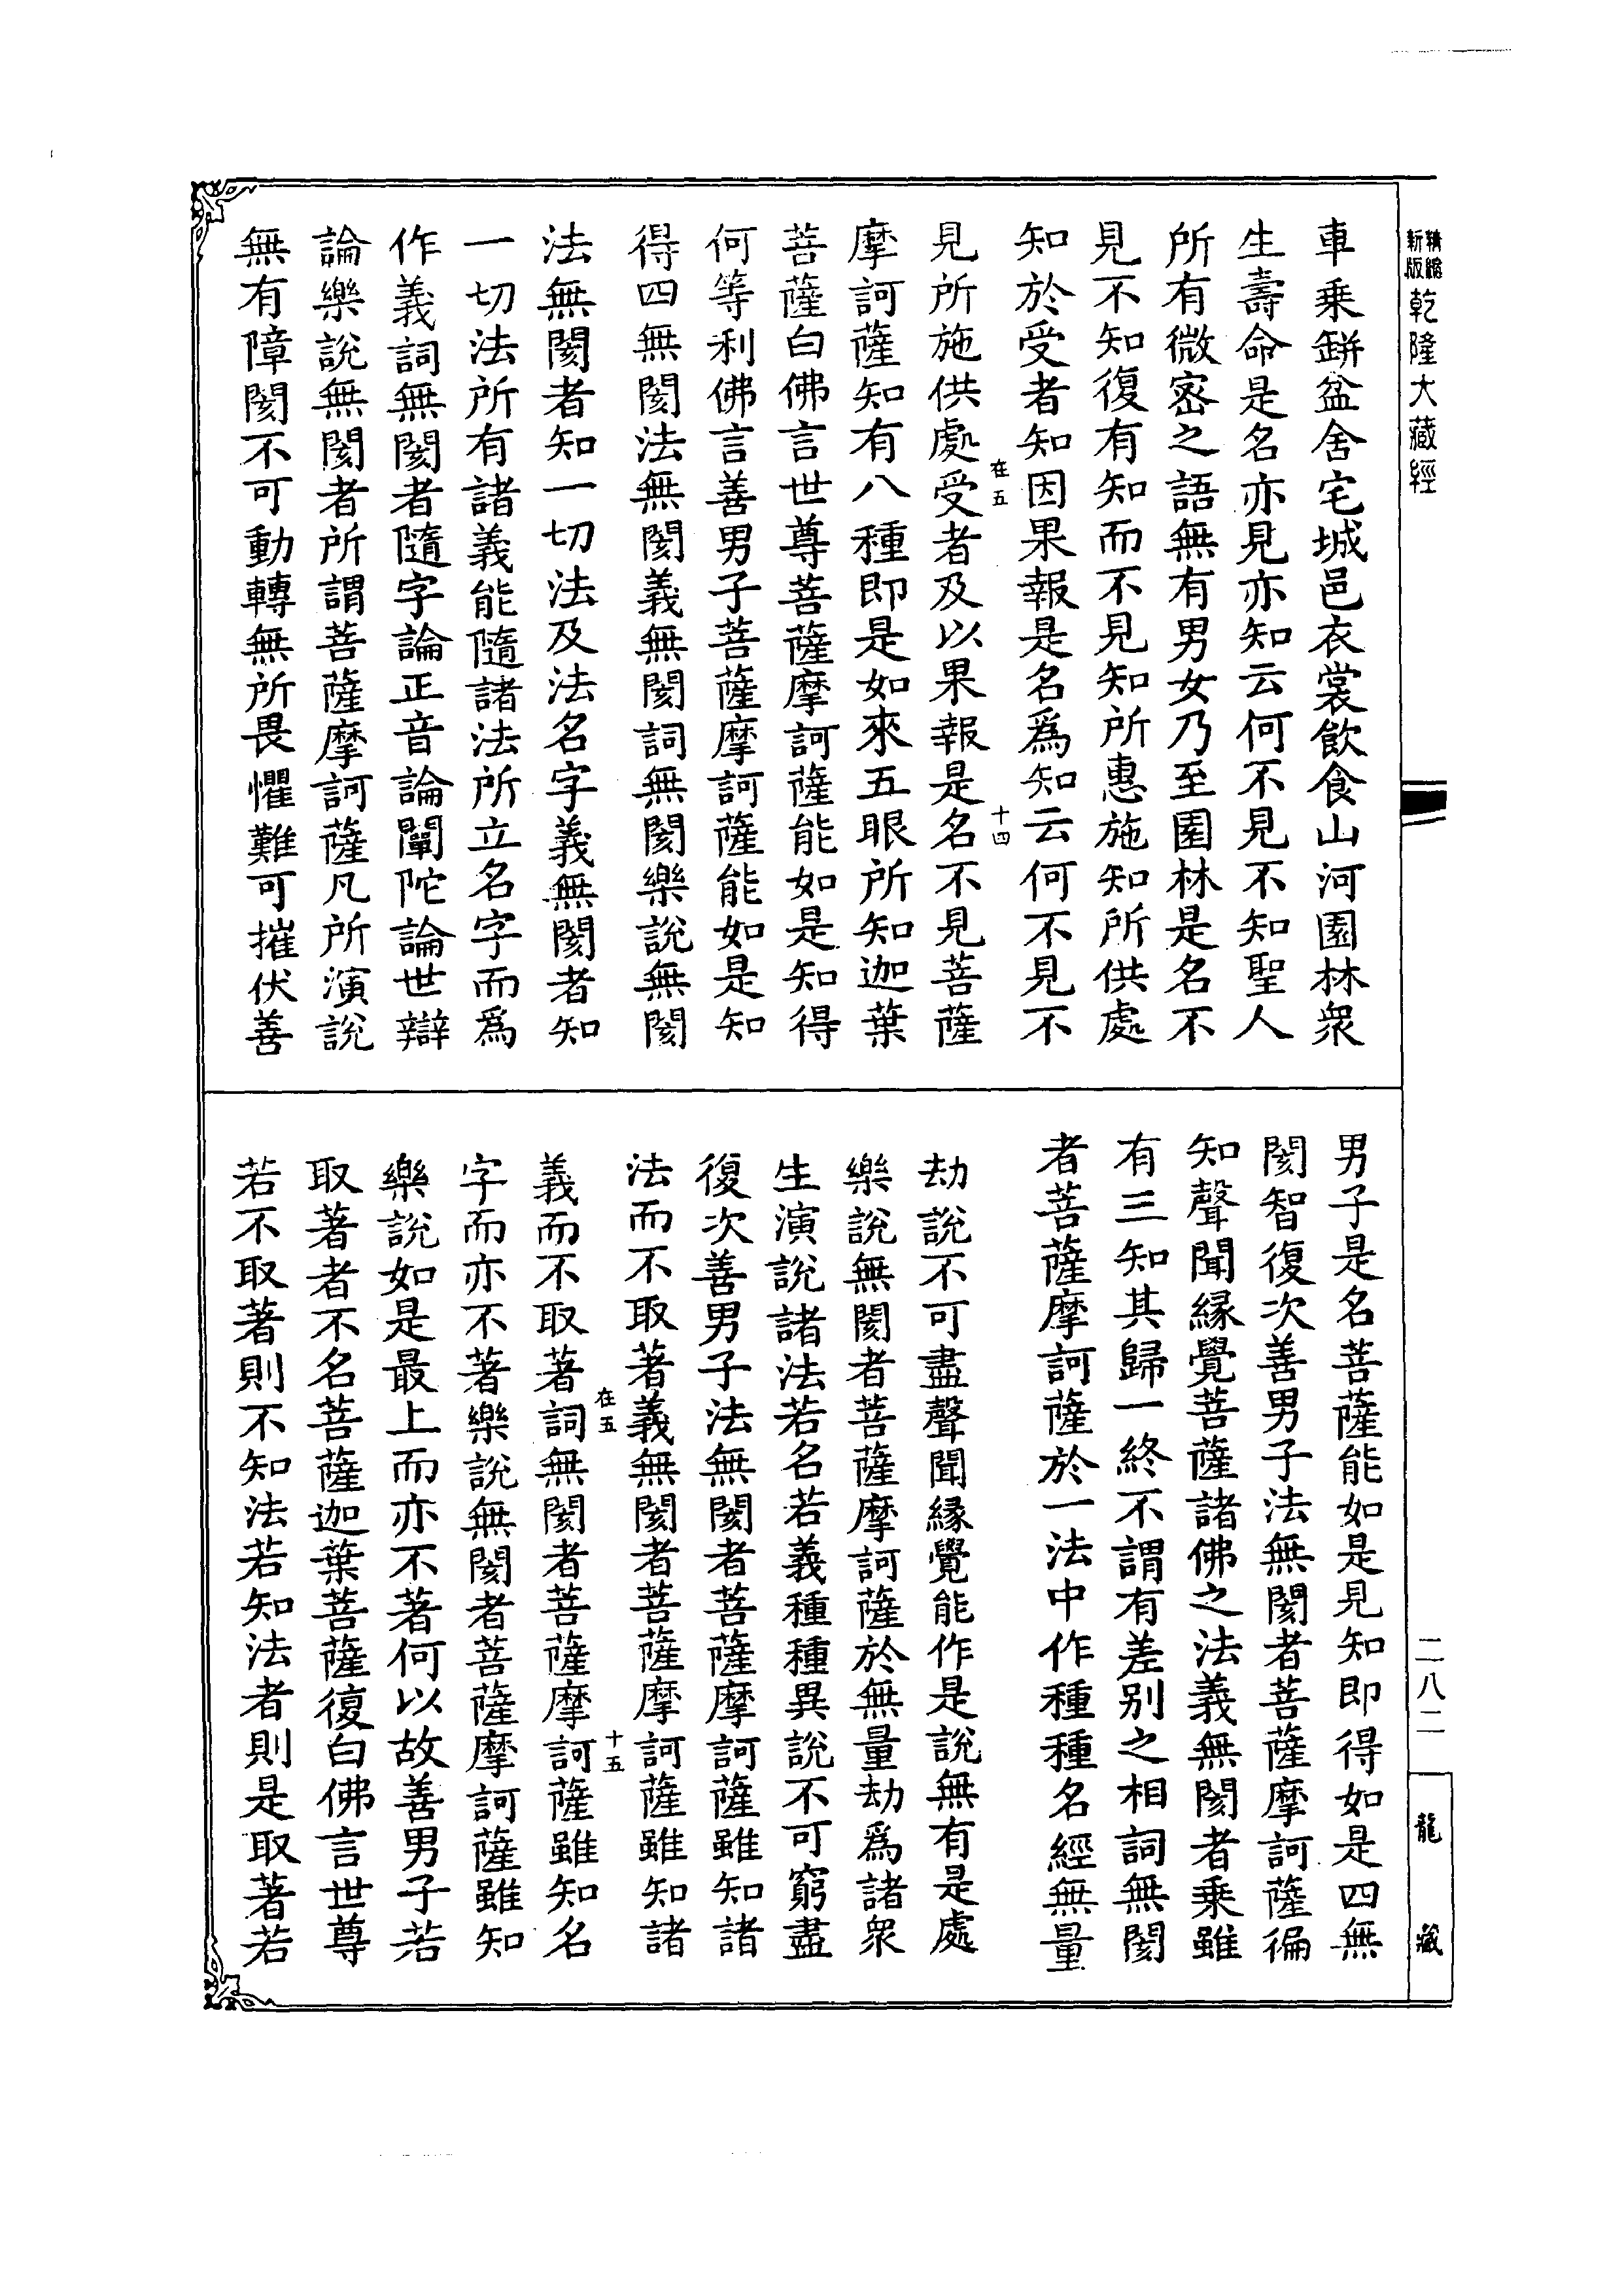 精縮
新版
乾隆大藏經
車乘缾盆舍宅城邑衣裳飲食山河園林衆
生壽命是名亦見亦知云何不見不知聖人
所有微密之語無有男女乃至園林是名不
見不知復有知而不見知所惠施知所供處
知於受者知因果報是名爲知云何不見不
在五
十四
見所施供處受者及以果報是名不見菩薩
摩訶薩知有八種即是如來五眼所知迦葉
菩薩白佛言世尊菩薩摩訶薩能如是知得
何等利佛言善男子菩薩摩訶薩能如是知
得四無閡法無閡義無閡詞無閡樂說無閡
法無閡者知一切法及法名字義無閡者知
一切法所有諸義能隨諸法所立名字而爲
作義詞無閡者隨字論正音論闡陀論世辯
論樂說無閡者所謂菩薩摩訶薩凡所演說
無有障閡不可動轉無所畏懼難可摧伏善
男子是名菩薩能如是見知即得如是四無
閡智復次善男子法無閡者菩薩摩訶薩徧
知聲聞緣覺菩薩諸佛之法義無閡者乘雖
有三知其歸一終不謂有差别之相詞無閡
者菩薩摩訶薩於一法中作種種名經無量
劫說不可盡聲聞緣覺能作是說無有是處
樂說無閡者菩薩摩訶薩於無量劫爲諸衆
生演說諸法若名若義種種異說不可窮盡
復次善男子法無閡者菩薩摩訶薩雖知諸
法而不取著義無閡者菩薩摩訶薩雖知諸
在五
十五
義而不取著詞無閡者菩薩摩訶薩雖知名
字而亦不著樂說無閡者菩薩摩訶薩雖知
樂說如是最上而亦不著何以故善男子若
取著者不名菩薩迦葉菩薩復白佛言世尊
若不取著則不知法若知法者則是取著若
二八二
龍藏